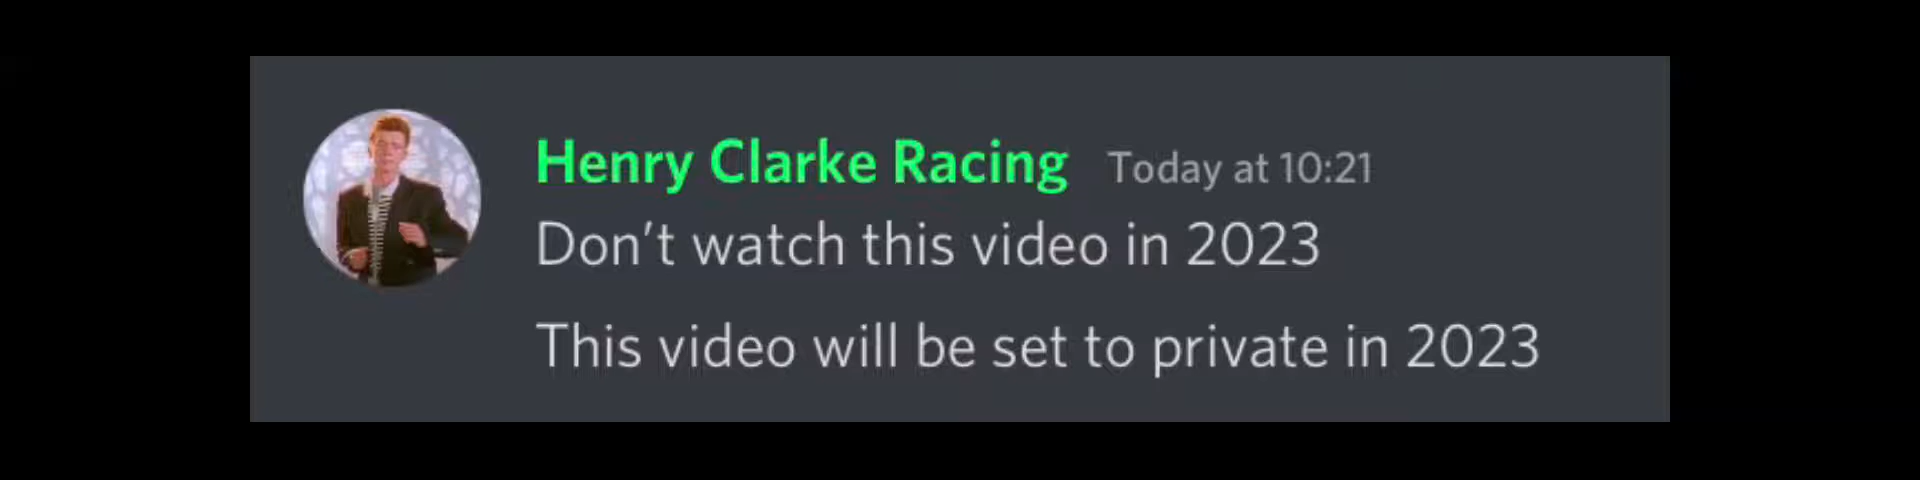 Henry Clarke Racing Today at 10:21
Don’t watch this video in 2023
This video will be set to private in 2023